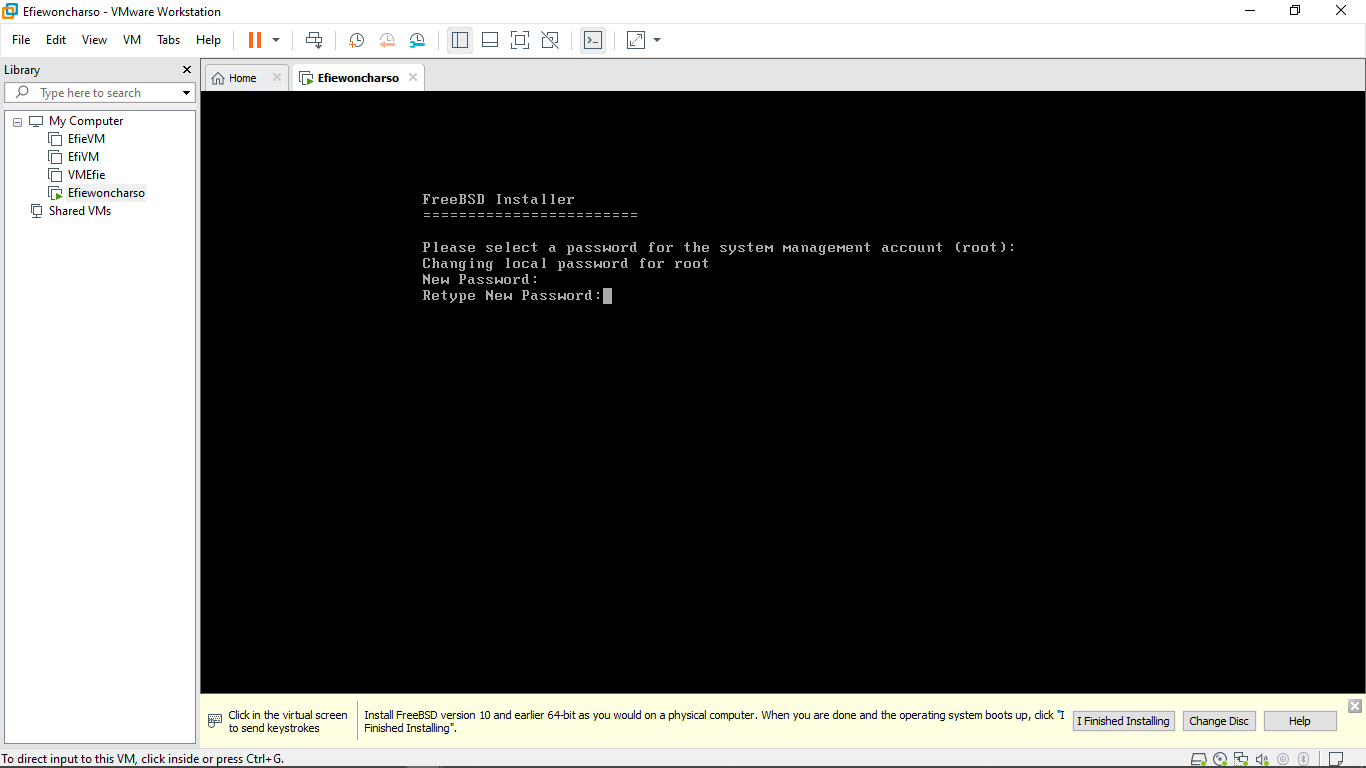 Efiewoncharso - VMware Workstation
File Edit View VM Tabs Help
Library
Type here to search
My Computer
EfieVM
EfiVM
VMEfie
Efiewoncharso
Shared VMs
Home
Efiewoncharso
FreeBSD Installer
========================
Please select a password for the system management account (root):
Changing local password for root
New Password:
Retype New Password:
Click in the virtual screen
to send keystrokes
Install FreeBSD version 10 and earlier 64-bit as you would on a physical computer. When you are done and the operating system boots up, click "I
Finished Installing".
I Finished Installing
Change Disc
Help
To direct input to this VM, click inside or press Ctrl+G.